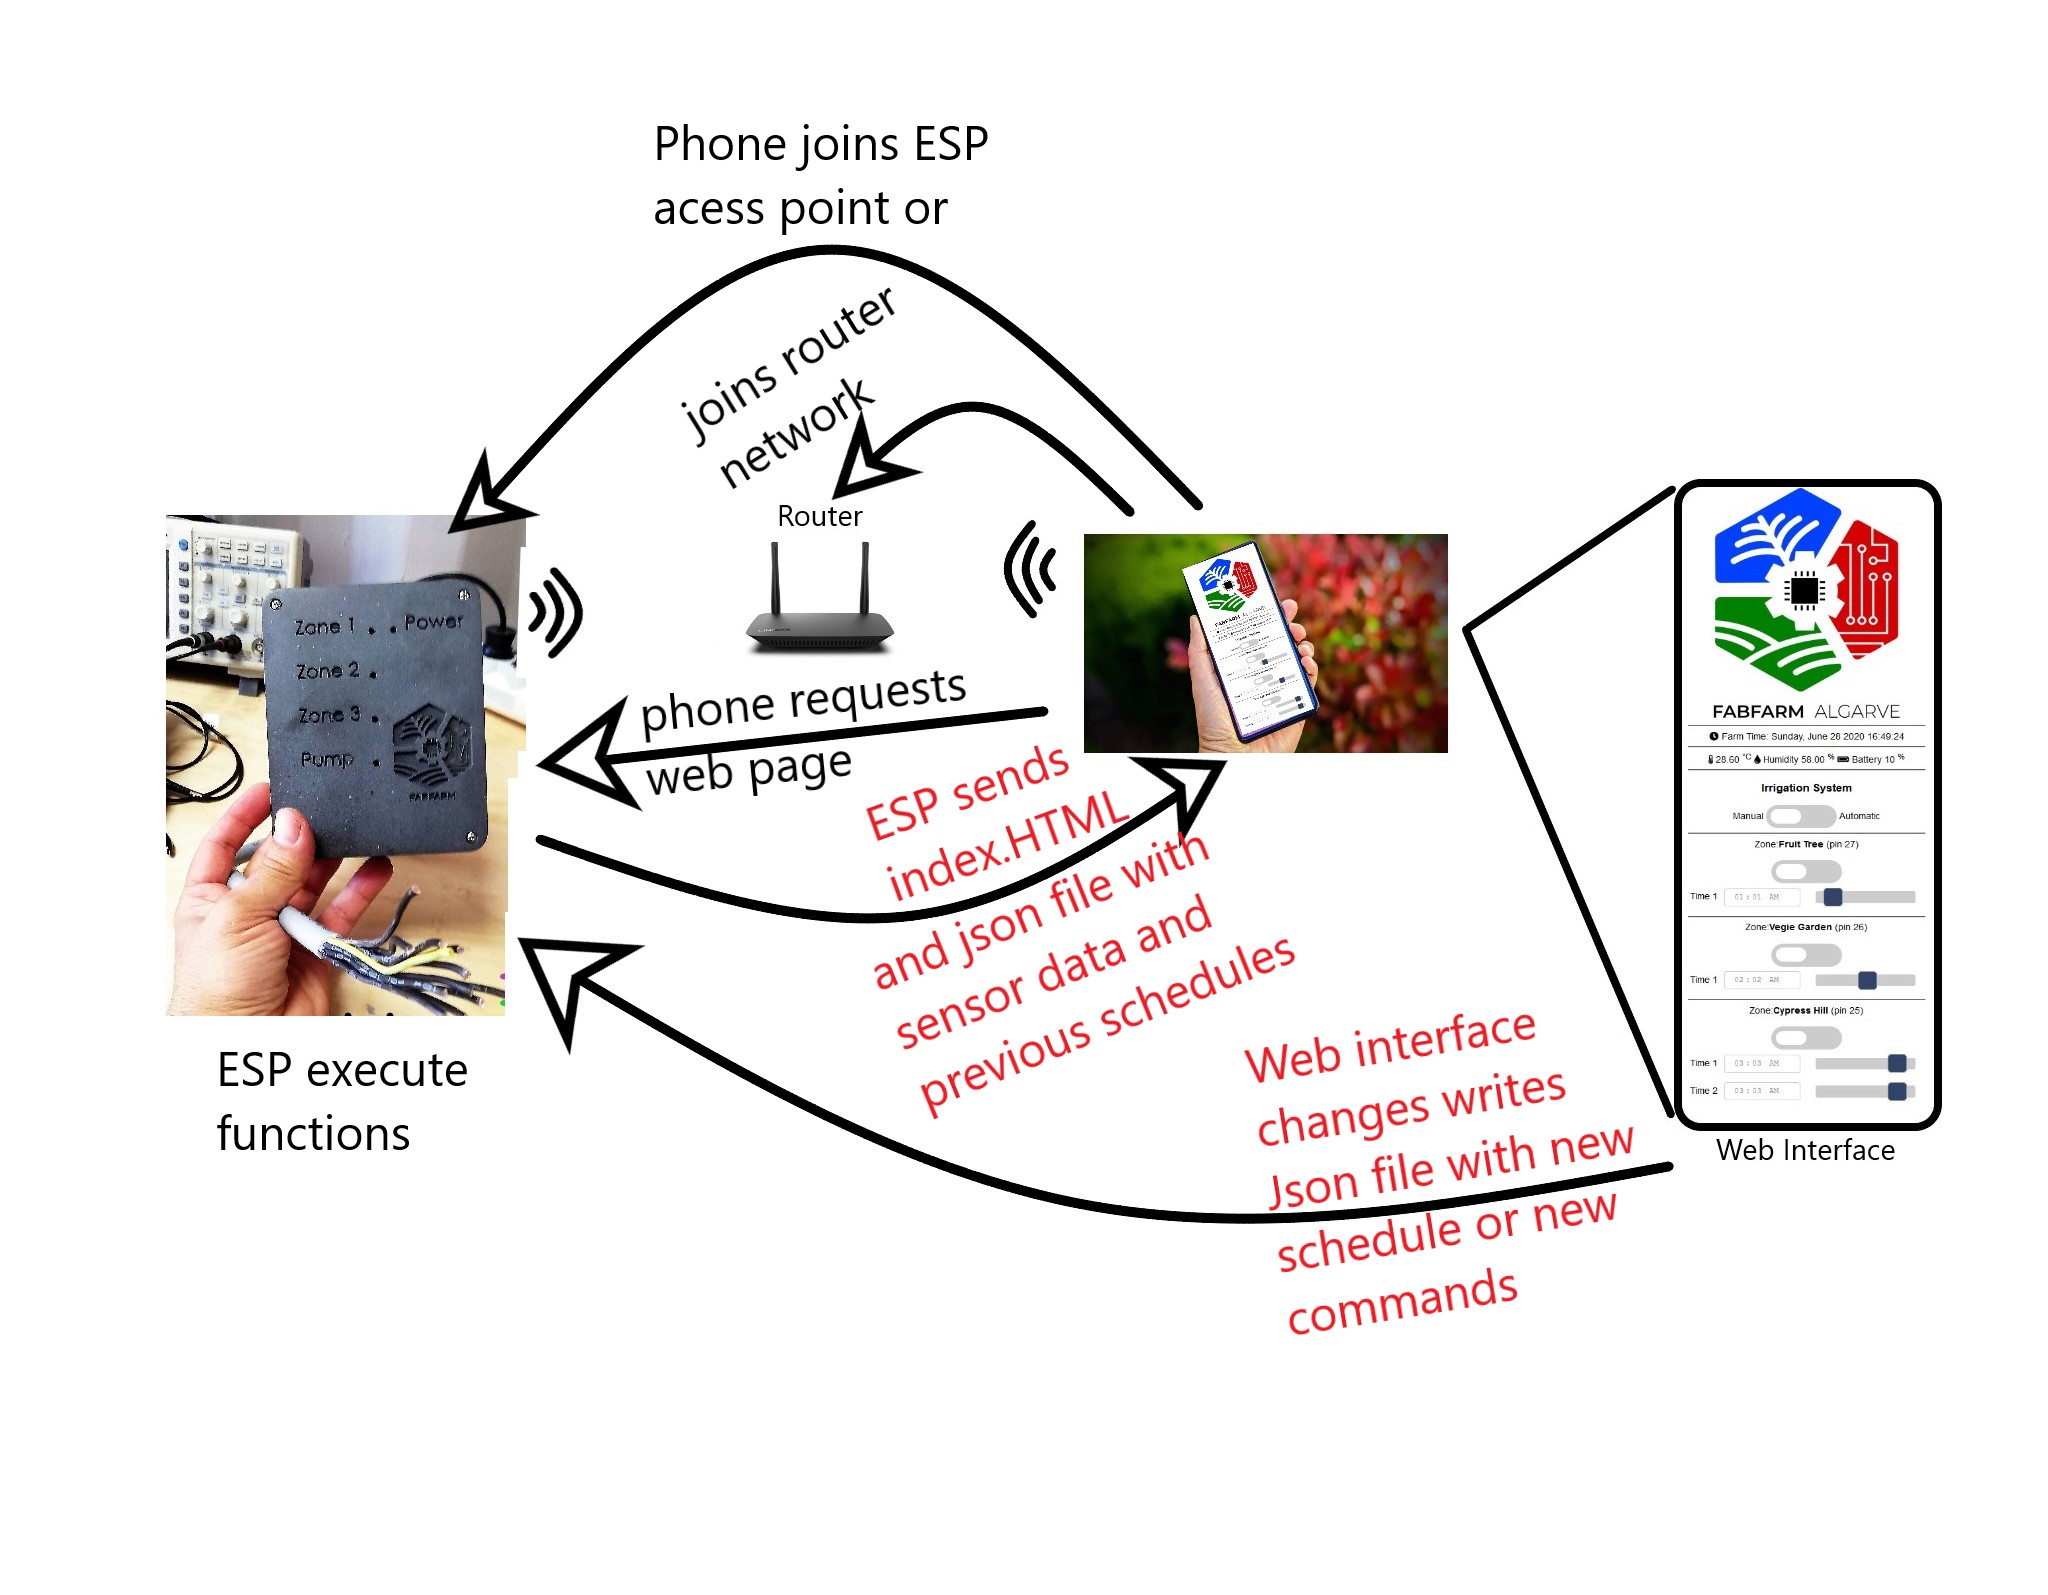 Phone joins ESP
acess point or
joins router
network
Router
Zone 1
Power
Zone 2
Zone 3
Pump
FABFARM
phone requests
web page
ESP sends
index.HTML
and json file with
sensor data and
previous schedules
ESP execute
functions
Web interface
changes writes
Json file with new
schedule or new
commands
FABFARM ALGARVE
Farm Time: Sunday, June 28 2020 16:49:24
28.60 °C Humidity 58.00 % Battery 10 %
Irrigation System
Manual Automatic
Zone:Fruit Tree (pin 27)
Time 1 01:01 AM
Zone:Vegie Garden (pin 26)
Time 1 02:02 AM
Zone:Cypress Hill (pin 25)
Time 1 03:03 AM
Time 2 03:03 AM
Web Interface